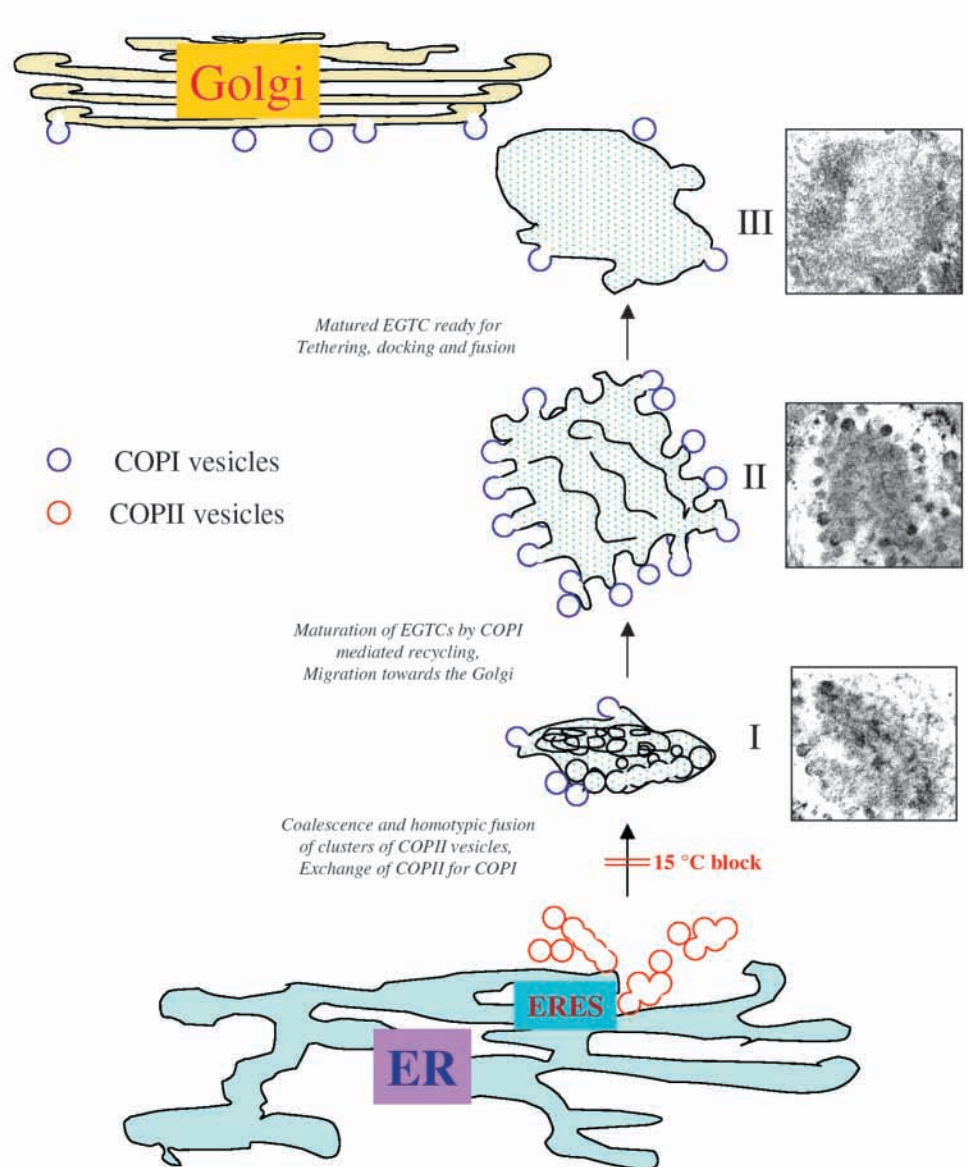 Golgi
III
Matured EGTC ready for
Tethering, docking and fusion
COPI vesicles
COPII vesicles
II
Maturation of EGTCs by COPI
mediated recycling,
Migration towards the Golgi
I
Coalescence and homotypic fusion
of clusters of COPII vesicles,
Exchange of COPII for COPI
15 °C block
ERES
ER